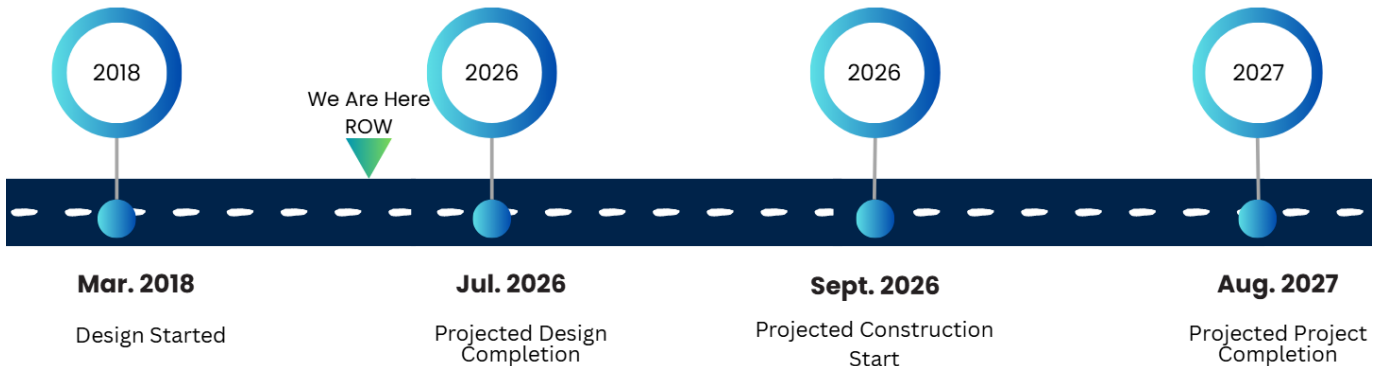 2018
We Are Here
ROW
2026
2026
2027
Mar. 2018
Design Started
Jul. 2026
Projected Design
Completion
Sept. 2026
Projected Construction
Start
Aug. 2027
Projected Project
Completion